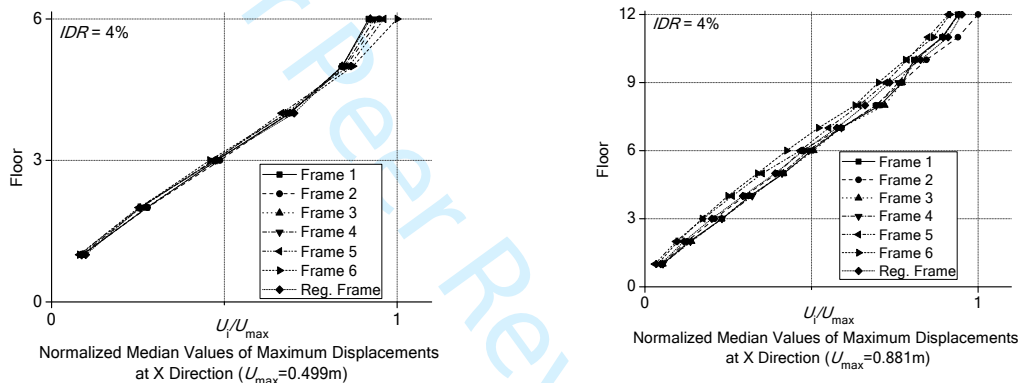 IDR = 4%
6
3
0
Floor
Frame 1
Frame 2
Frame 3
Frame 4
Frame 5
Frame 6
Reg. Frame
0
1
Ui/Umax
Normalized Median Values of Maximum Displacements
at X Direction (Umax=0.499m)
IDR = 4%
12
9
6
3
0
Floor
Frame 1
Frame 2
Frame 3
Frame 4
Frame 5
Frame 6
Reg. Frame
0
1
Ui/Umax
Normalized Median Values of Maximum Displacements
at X Direction (Umax=0.881m)
r Peer Rev